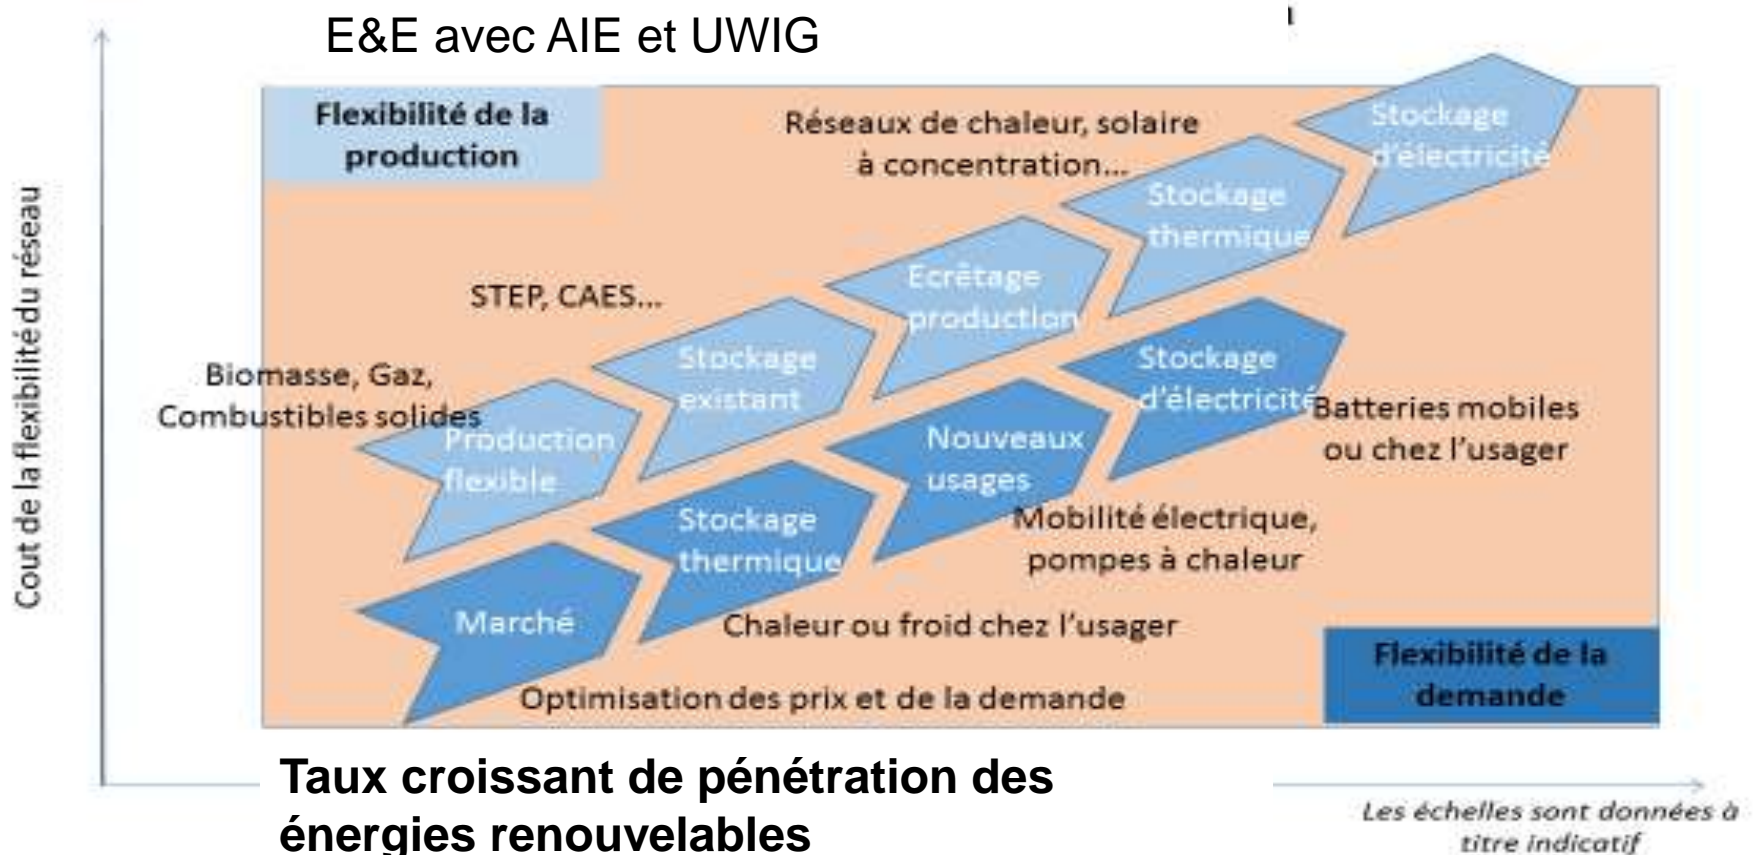 E&E avec AIE et UWIG
Flexibilité de la
production
Réseaux de chaleur, solaire
à concentration...
Stockage
d'électricité
Stockage
thermique
Ecrêtage
production
STEP, CAES...
Stockage
existant
Stockage
d'électricité
Biomasse, Gaz,
Combustibles solides
Production
flexible
Nouveaux
usages
Batteries mobiles
ou chez l'usager
Stockage
thermique
Mobilité électrique,
pompes à chaleur
Marché
Chaleur ou froid chez l'usager
Optimisation des prix et de la demande
Flexibilité de la
demande
Cout de la flexibilité du réseau
Taux croissant de pénétration des
énergies renouvelables
Les échelles sont données à
titre indicatif